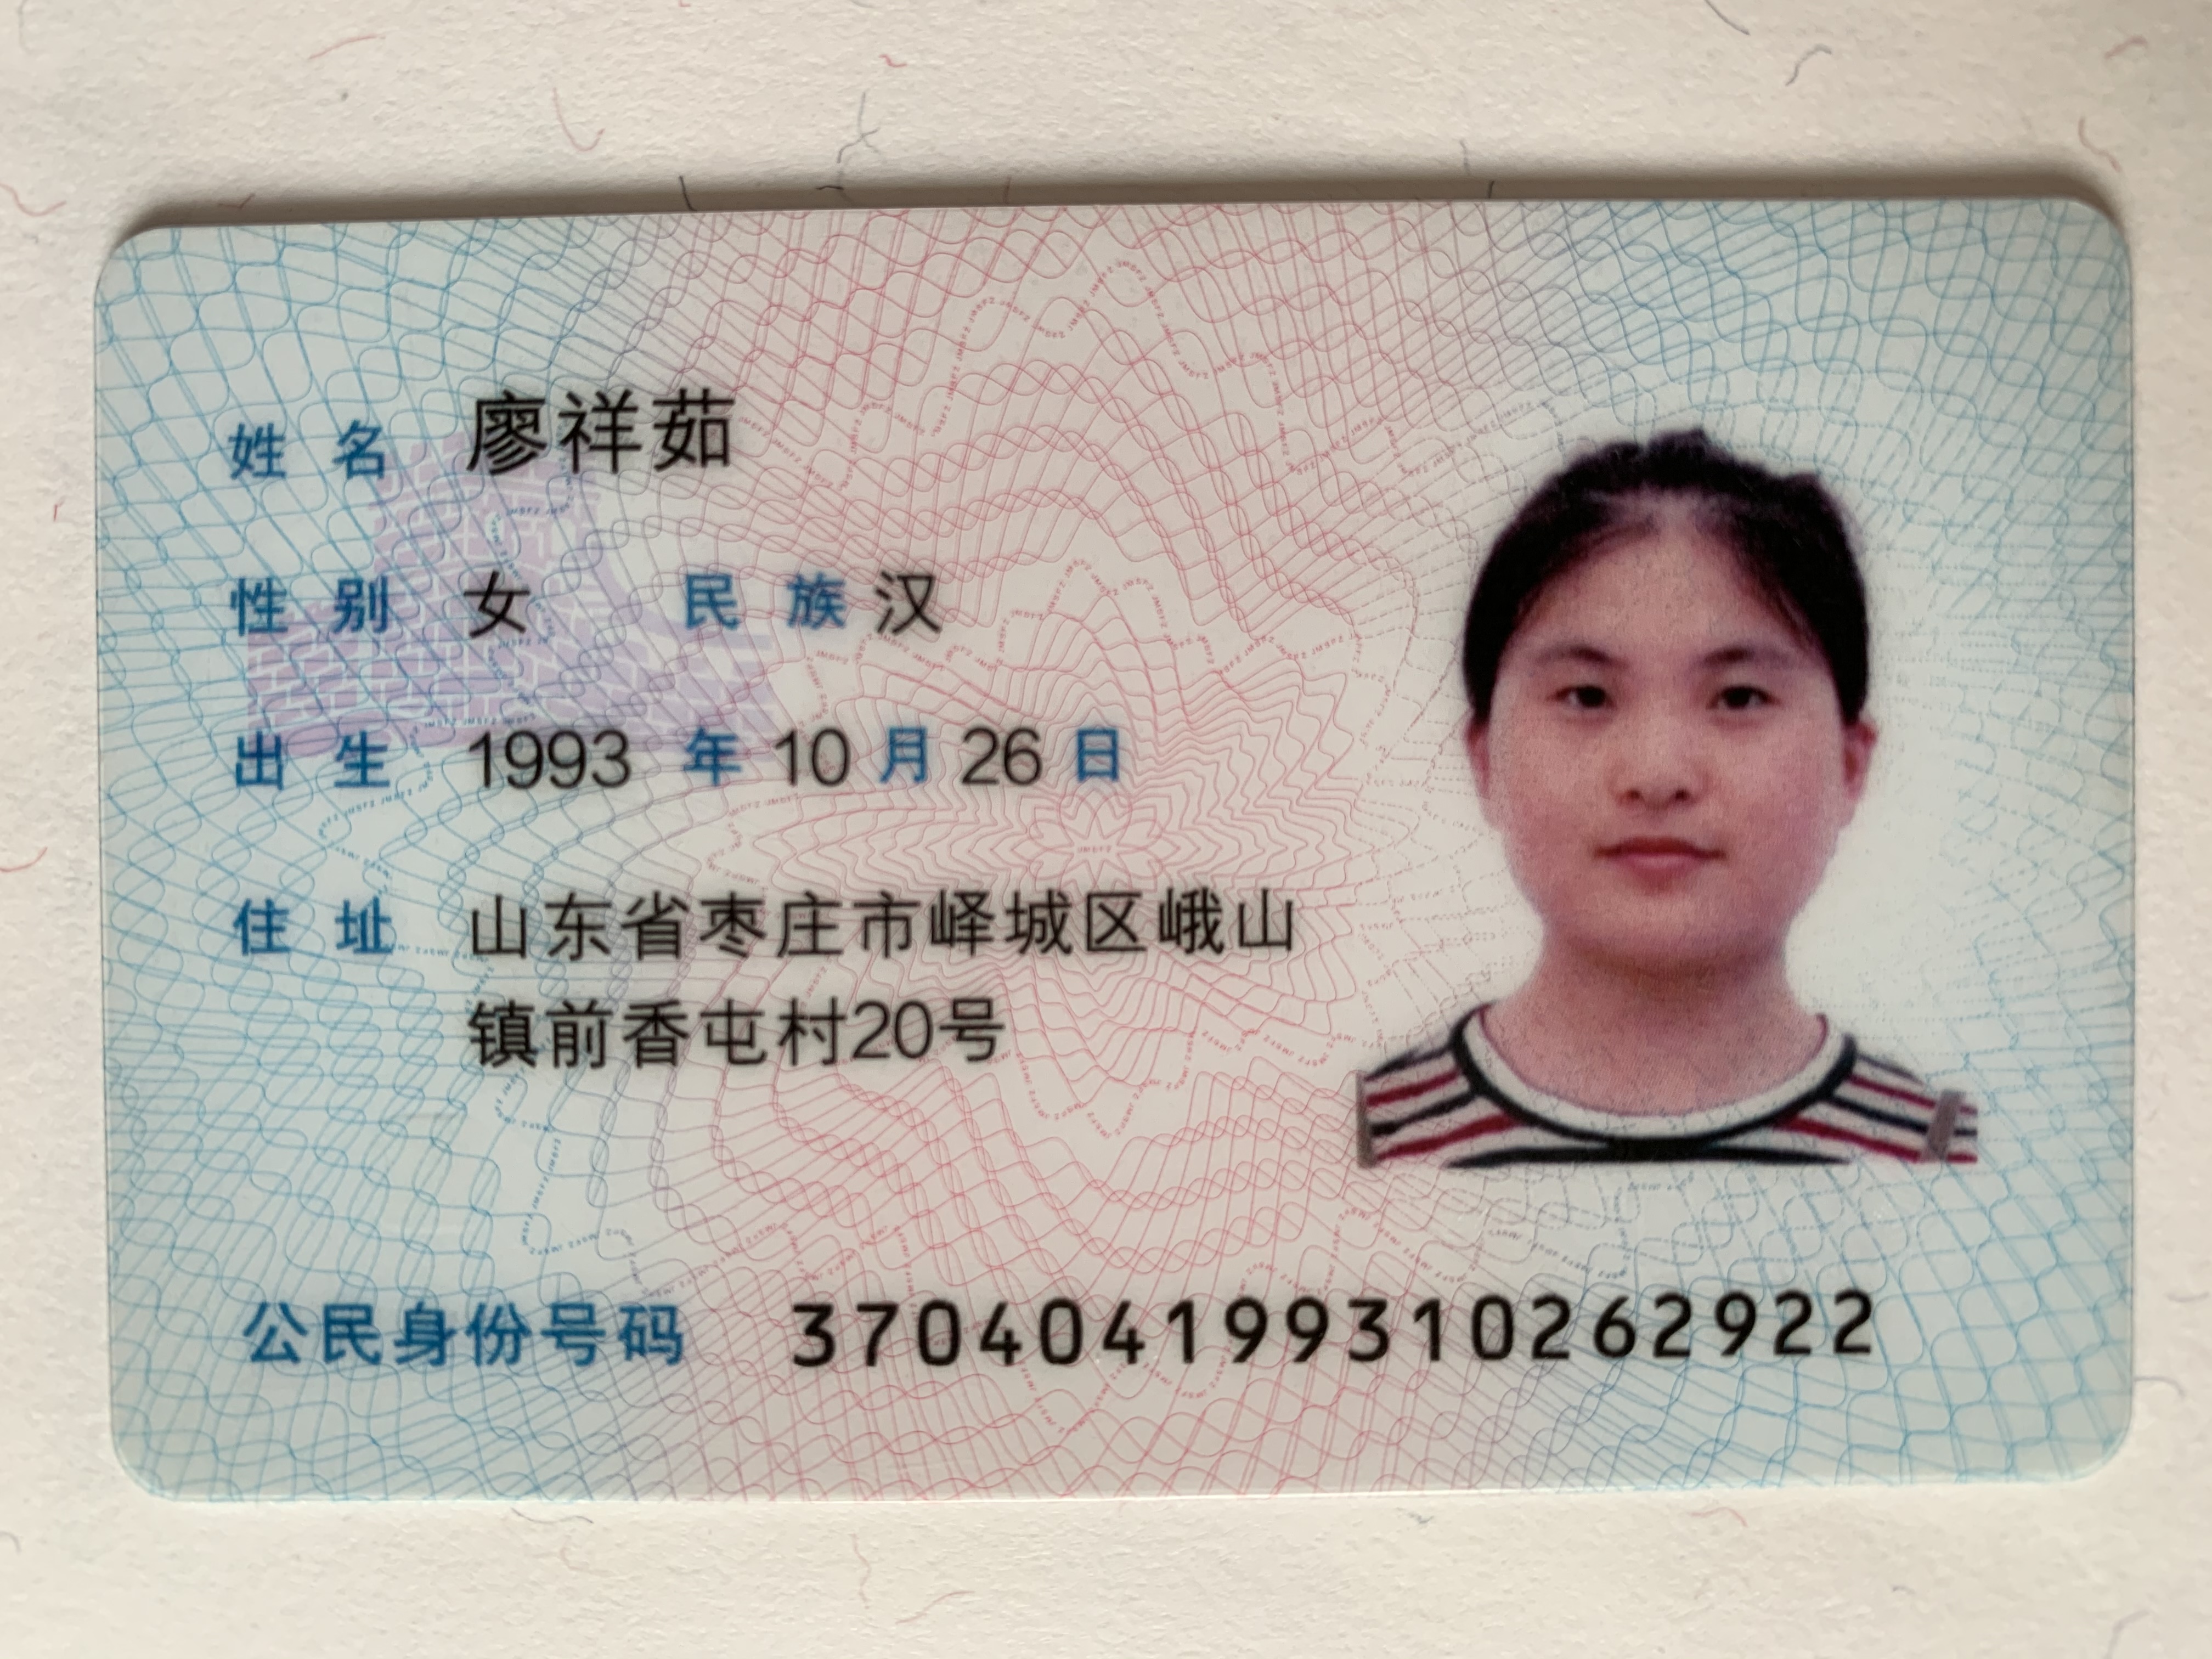 姓名 廖祥茹
性别 女 民族 汉
出生 1993 年 10 月 26 日
住址 山东省枣庄市峄城区峨山
镇前香屯村20号
公民身份号码 370404199310262922